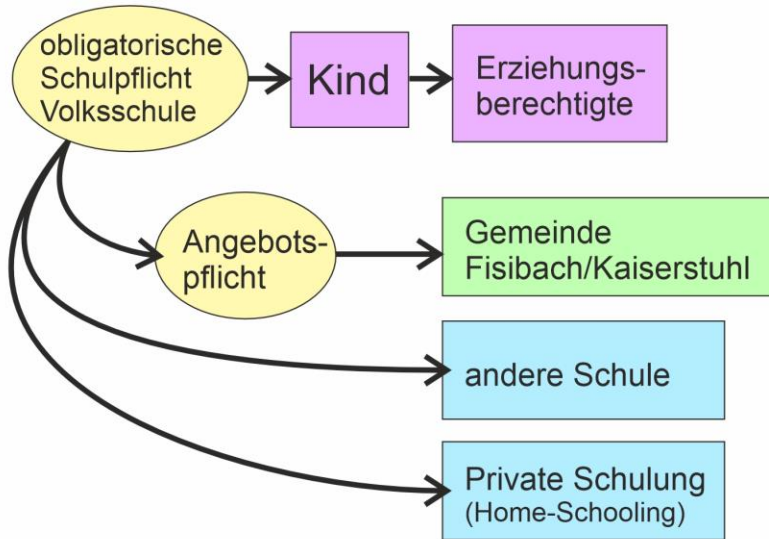 obligatorische
Schulpflicht
Volksschule
Kind
Erziehungs-
berechtigte
Angebots-
pflicht
Gemeinde
Fisibach/Kaiserstuhl
andere Schule
Private Schulung
(Home-Schooling)